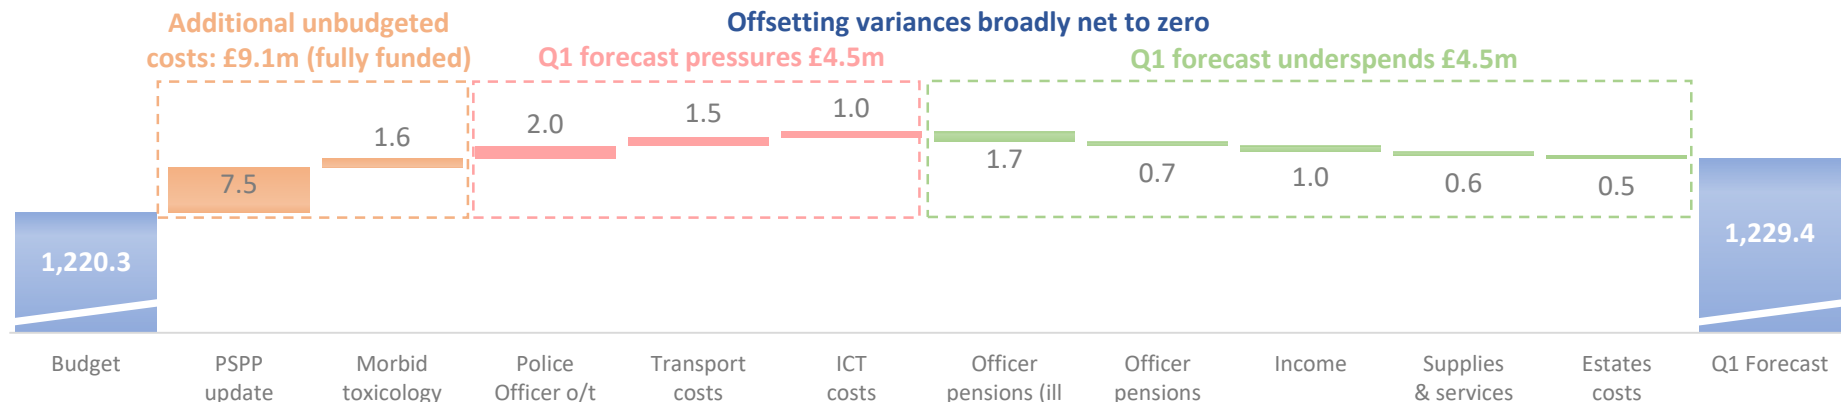 Additional unbudgeted
costs: £9.1m (fully funded)
Offsetting variances broadly net to zero
Q1 forecast pressures £4.5m
Q1 forecast underspends £4.5m
1,220.3
7.5
1.6
2.0
1.5
1.0
1.7
0.7
1.0
0.6
0.5
1,229.4
Budget
PSPP
update
Morbid
toxicology
Police
Officer o/t
Transport
costs
ICT
costs
Officer
pensions (ill
Officer
pensions
Income
Supplies
& services
Estates
costs
Q1 Forecast